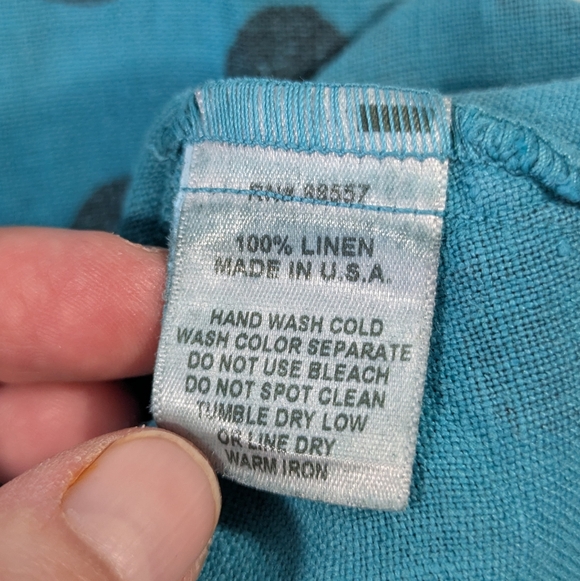 RN# 98557
100% LINEN
MADE IN U.S.A.
HAND WASH COLD
WASH COLOR SEPARATE
DO NOT USE BLEACH
DO NOT SPOT CLEAN
TUMBLE DRY LOW
OR LINE DRY
WARM IRON